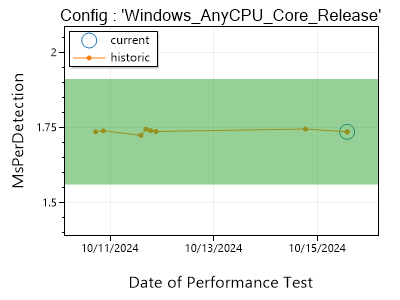 Config : 'Windows_AnyCPU_Core_Release'
current
historic
MsPerDetection
2
1.75
1.5
10/11/2024
10/13/2024
10/15/2024
Date of Performance Test